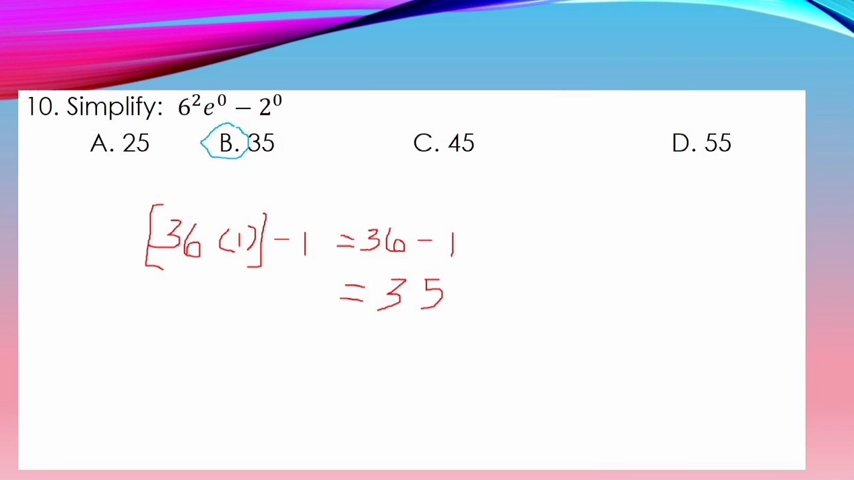 10. Simplify: 6²e⁰ − 2⁰
A. 25 B. 35 C. 45 D. 55
[36 (1)] − 1 = 36 − 1
= 35